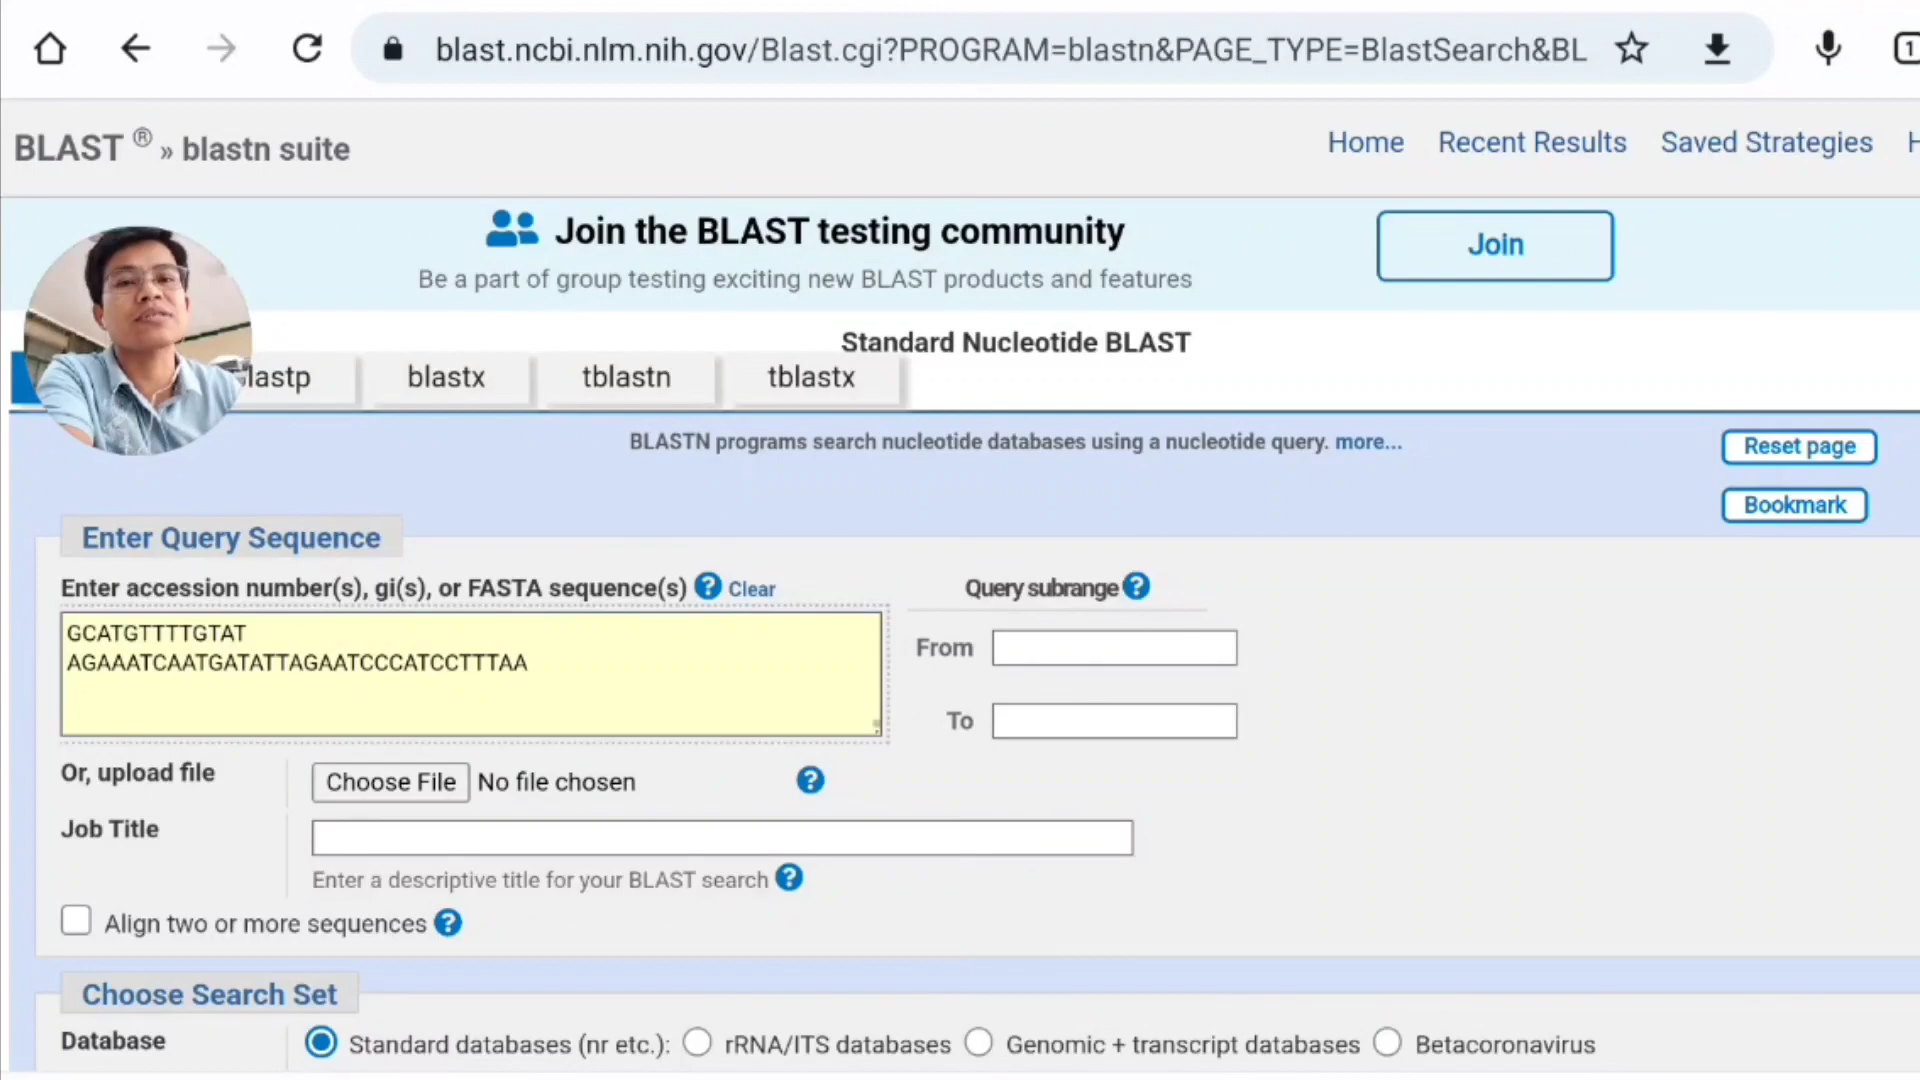 blast.ncbi.nlm.nih.gov/Blast.cgi?PROGRAM=blastn&PAGE_TYPE=BlastSearch&BL
1
BLAST ® » blastn suite
Home Recent Results Saved Strategies
Join the BLAST testing community
Join
Be a part of group testing exciting new BLAST products and features
Standard Nucleotide BLAST
lastp blastx tblastn tblastx
BLASTN programs search nucleotide databases using a nucleotide query. more...
Reset page
Bookmark
Enter Query Sequence
Enter accession number(s), gi(s), or FASTA sequence(s) ? Clear
Query subrange ?
GCATGTTTTGTAT
AGAAATCAATGATATTAGAATCCCATCCTTTAA
From
To
Or, upload file
Choose File No file chosen ?
Job Title
Enter a descriptive title for your BLAST search ?
Align two or more sequences ?
Choose Search Set
Database
Standard databases (nr etc.): rRNA/ITS databases Genomic + transcript databases Betacoronavirus